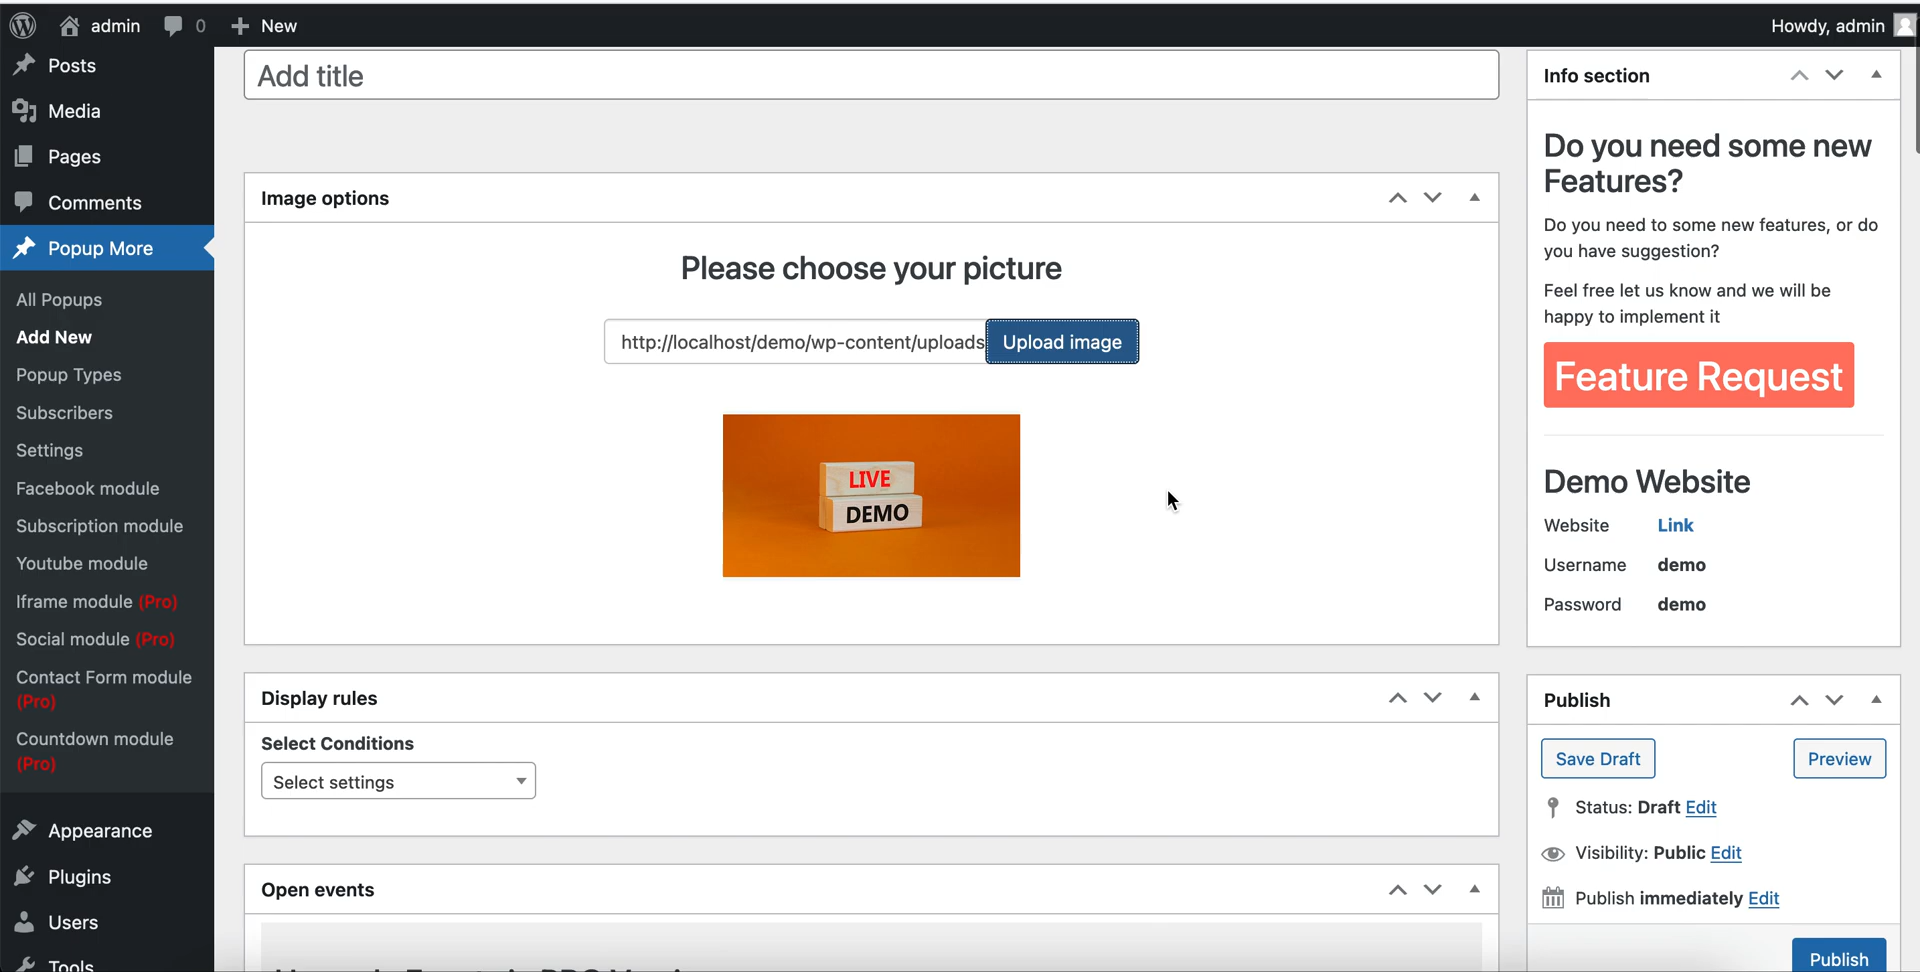 admin 0 New Howdy, admin
Posts
Media
Pages
Comments
Popup More
All Popups
Add New
Popup Types
Subscribers
Settings
Facebook module
Subscription module
Youtube module
Iframe module (Pro)
Social module (Pro)
Contact Form module
(Pro)
Countdown module
(Pro)
Appearance
Plugins
Users
Tools
Add title
Image options
Please choose your picture
http://localhost/demo/wp-content/uploads Upload image
LIVE
DEMO
Display rules
Select Conditions
Select settings
Open events
Info section
Do you need some new
Features?
Do you need to some new features, or do
you have suggestion?
Feel free let us know and we will be
happy to implement it
Feature Request
Demo Website
Website Link
Username demo
Password demo
Publish
Save Draft Preview
Status: Draft Edit
Visibility: Public Edit
Publish immediately Edit
Publish